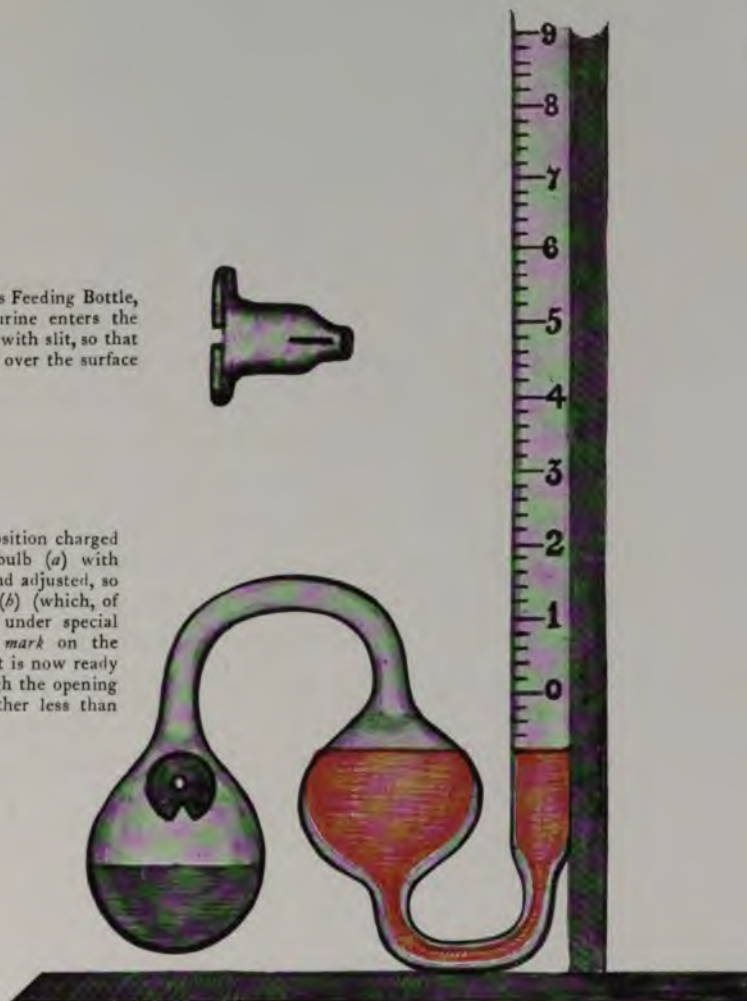 s Feeding Bottle,
urine enters the
with slit, so that
over the surface
sition charged
bulb (a) with
nd adjusted, so
(b) (which, of
under special
mark on the
t is now ready
gh the opening
ther less than
9
8
7
6
5
4
3
2
1
0